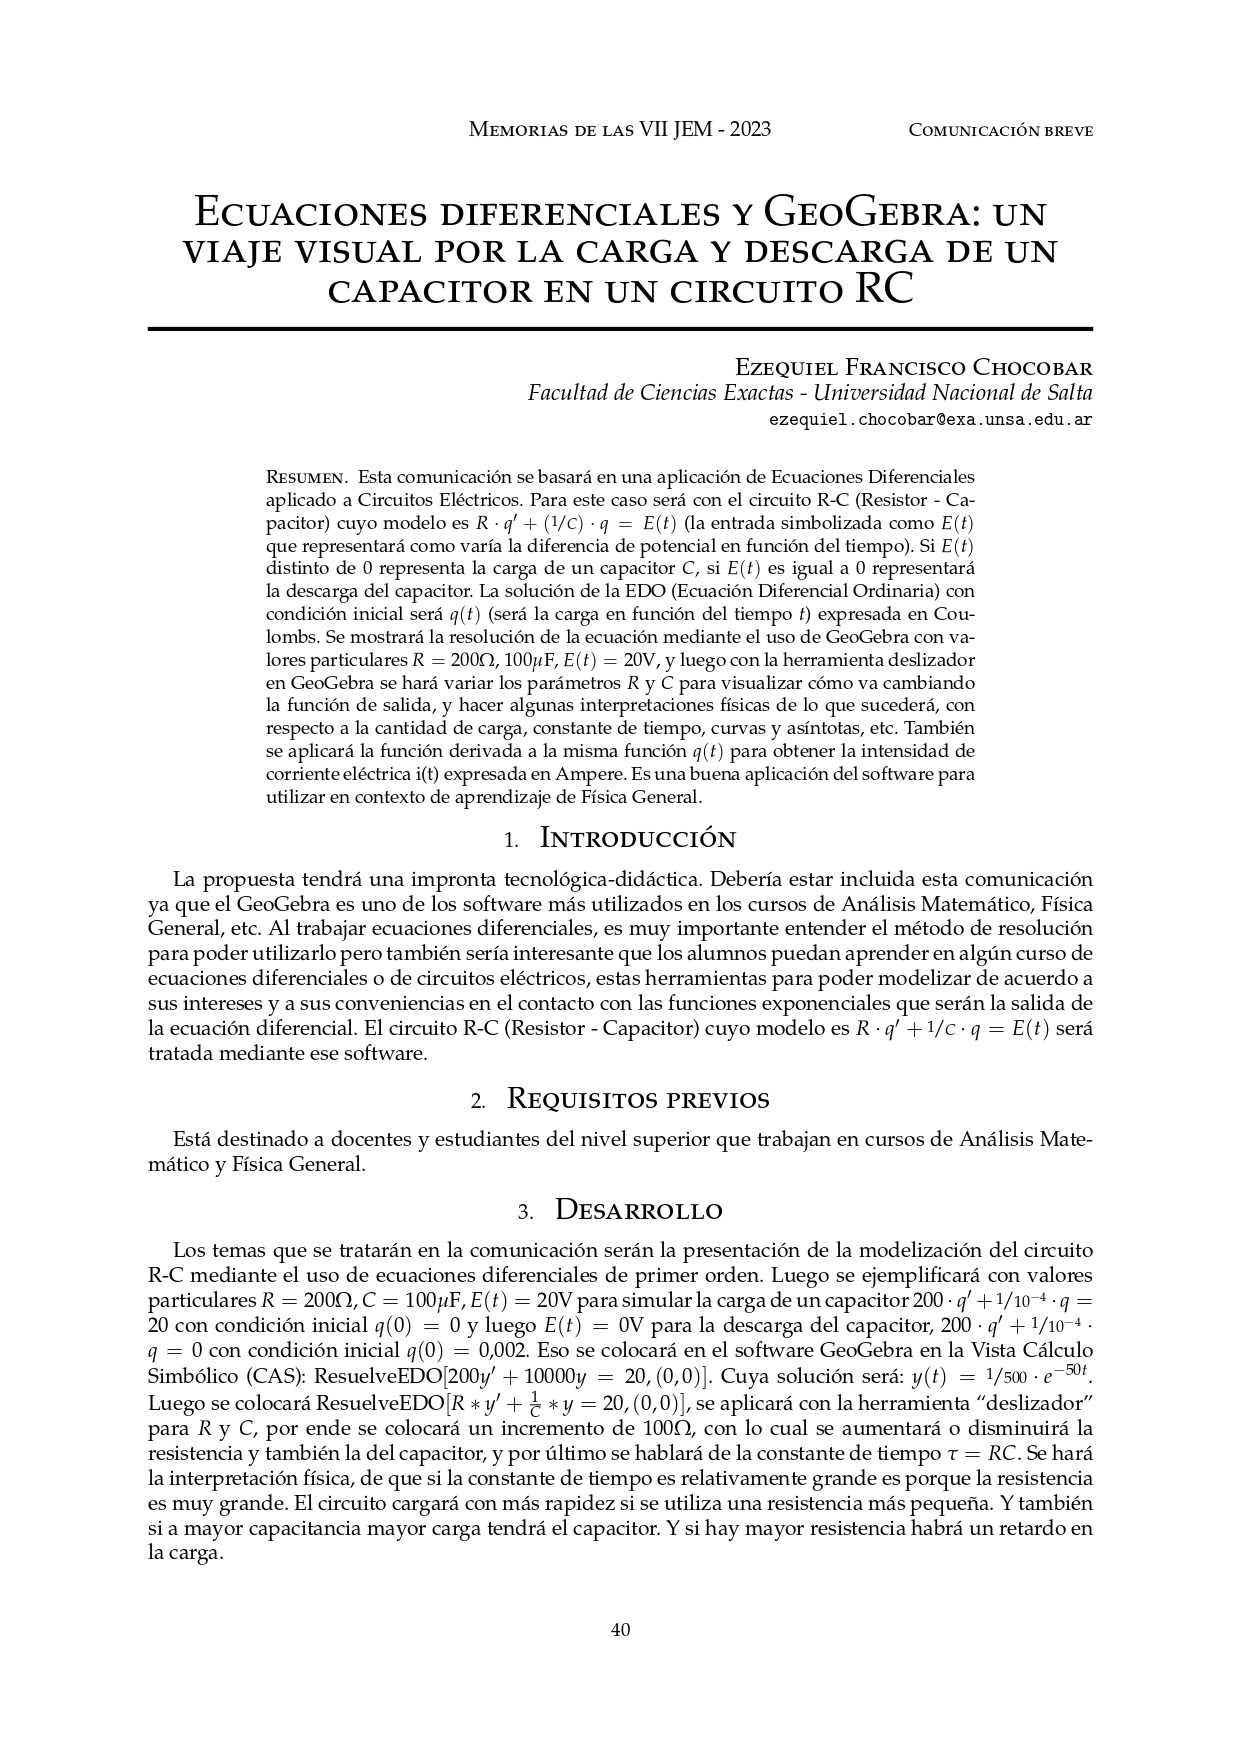 Memorias de las VII JEM - 2023 Comunicación breve
Ecuaciones diferenciales y GeoGebra: un
viaje visual por la carga y descarga de un
capacitor en un circuito RC
Ezequiel Francisco Chocobar
Facultad de Ciencias Exactas - Universidad Nacional de Salta
ezequiel.chocobar@exa.unsa.edu.ar
Resumen. Esta comunicación se basará en una aplicación de Ecuaciones Diferenciales
aplicado a Circuitos Eléctricos. Para este caso será con el circuito R-C (Resistor - Ca-
pacitor) cuyo modelo es R · q′ + (1/C) · q = E(t) (la entrada simbolizada como E(t)
que representará como varía la diferencia de potencial en función del tiempo). Si E(t)
distinto de 0 representa la carga de un capacitor C, si E(t) es igual a 0 representará
la descarga del capacitor. La solución de la EDO (Ecuación Diferencial Ordinaria) con
condición inicial será q(t) (será la carga en función del tiempo t) expresada en Cou-
lombs. Se mostrará la resolución de la ecuación mediante el uso de GeoGebra con va-
lores particulares R = 200Ω, 100μF, E(t) = 20V, y luego con la herramienta deslizador
en GeoGebra se hará variar los parámetros R y C para visualizar cómo va cambiando
la función de salida, y hacer algunas interpretaciones físicas de lo que sucederá, con
respecto a la cantidad de carga, constante de tiempo, curvas y asíntotas, etc. También
se aplicará la función derivada a la misma función q(t) para obtener la intensidad de
corriente eléctrica i(t) expresada en Ampere. Es una buena aplicación del software para
utilizar en contexto de aprendizaje de Física General.
1. Introducción
La propuesta tendrá una impronta tecnológica-didáctica. Debería estar incluida esta comunicación
ya que el GeoGebra es uno de los software más utilizados en los cursos de Análisis Matemático, Física
General, etc. Al trabajar ecuaciones diferenciales, es muy importante entender el método de resolución
para poder utilizarlo pero también sería interesante que los alumnos puedan aprender en algún curso de
ecuaciones diferenciales o de circuitos eléctricos, estas herramientas para poder modelizar de acuerdo a
sus intereses y a sus conveniencias en el contacto con las funciones exponenciales que serán la salida de
la ecuación diferencial. El circuito R-C (Resistor - Capacitor) cuyo modelo es R · q′ + 1/C · q = E(t) será
tratada mediante ese software.
2. Requisitos previos
Está destinado a docentes y estudiantes del nivel superior que trabajan en cursos de Análisis Mate-
mático y Física General.
3. Desarrollo
Los temas que se tratarán en la comunicación serán la presentación de la modelización del circuito
R-C mediante el uso de ecuaciones diferenciales de primer orden. Luego se ejemplificará con valores
particulares R = 200Ω, C = 100μF, E(t) = 20V para simular la carga de un capacitor 200 · q′ + 1/10⁻⁴ · q =
20 con condición inicial q(0) = 0 y luego E(t) = 0V para la descarga del capacitor, 200 · q′ + 1/10⁻⁴ ·
q = 0 con condición inicial q(0) = 0,002. Eso se colocará en el software GeoGebra en la Vista Cálculo
Simbólico (CAS): ResuelveEDO[200y′ + 10000y = 20, (0,0)]. Cuya solución será: y(t) = 1/500 · e⁻⁵⁰ᵗ.
Luego se colocará ResuelveEDO[R ∗ y′ + 1/C ∗ y = 20, (0,0)], se aplicará con la herramienta “deslizador”
para R y C, por ende se colocará un incremento de 100Ω, con lo cual se aumentará o disminuirá la
resistencia y también la del capacitor, y por último se hablará de la constante de tiempo τ = RC. Se hará
la interpretación física, de que si la constante de tiempo es relativamente grande es porque la resistencia
es muy grande. El circuito cargará con más rapidez si se utiliza una resistencia más pequeña. Y también
si a mayor capacitancia mayor carga tendrá el capacitor. Y si hay mayor resistencia habrá un retardo en
la carga.
40